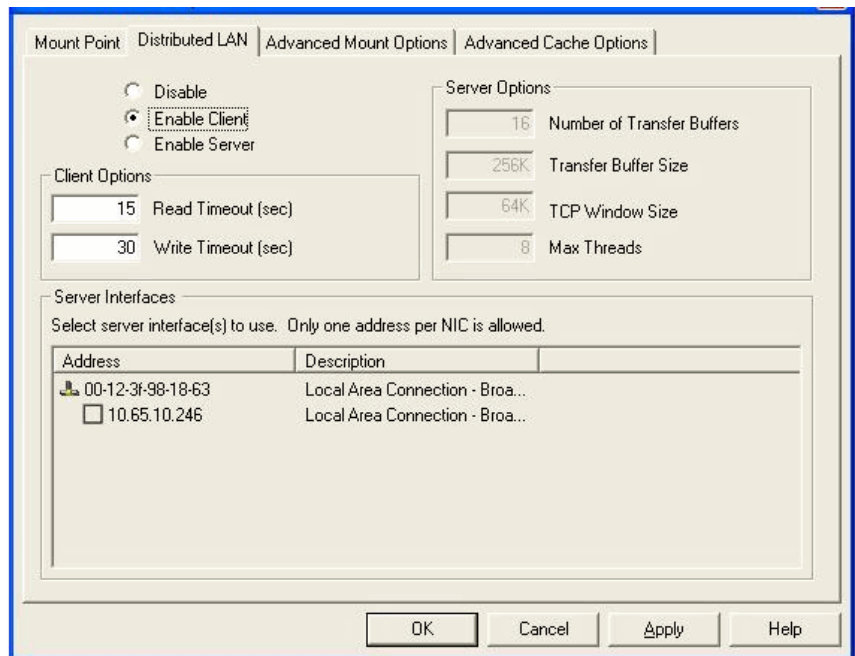 Mount Point
Distributed LAN
Advanced Mount Options
Advanced Cache Options
Disable
Enable Client
Enable Server
Client Options
15 Read Timeout (sec)
30 Write Timeout (sec)
Server Options
16 Number of Transfer Buffers
256K Transfer Buffer Size
64K TCP Window Size
8 Max Threads
Server Interfaces
Select server interface(s) to use. Only one address per NIC is allowed.
Address Description
00-12-3f-98-18-63 Local Area Connection - Broa...
10.65.10.246 Local Area Connection - Broa...
OK
Cancel
Apply
Help